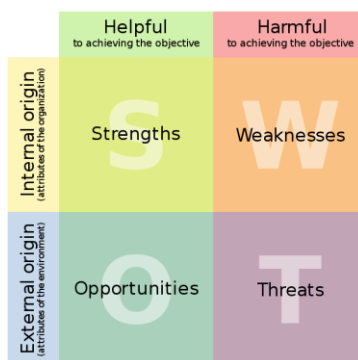 Helpful
to achieving the objective
Harmful
to achieving the objective
Internal origin
(attributes of the organization)
S
Strengths
W
Weaknesses
External origin
(attributes of the environment)
O
Opportunities
T
Threats